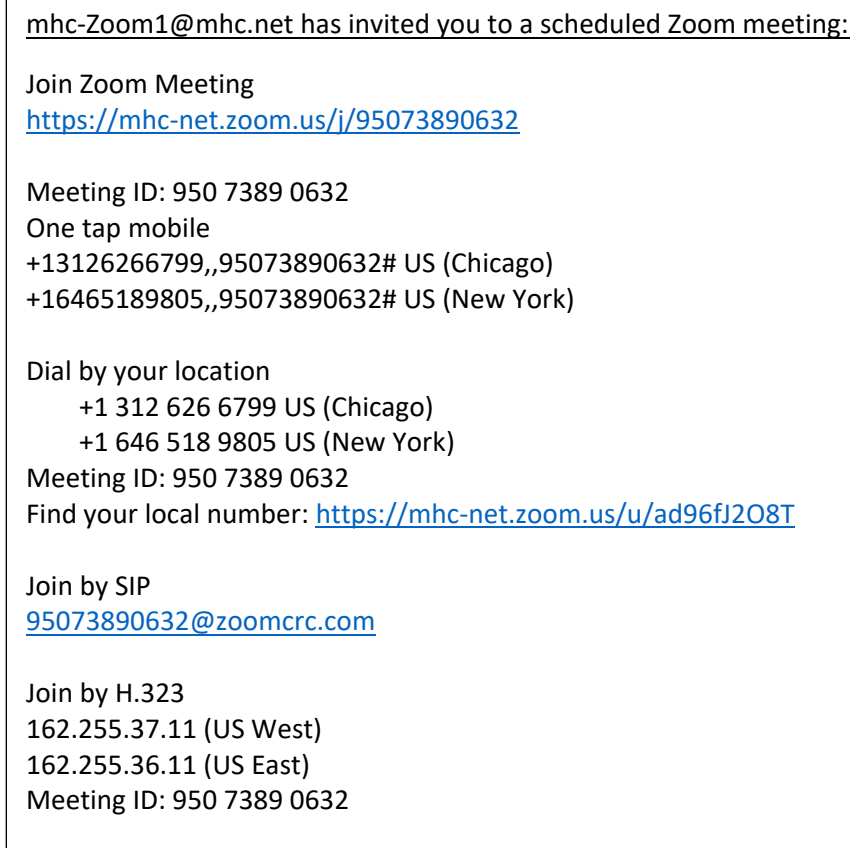 mhc-Zoom1@mhc.net has invited you to a scheduled Zoom meeting:
Join Zoom Meeting
https://mhc-net.zoom.us/j/95073890632
Meeting ID: 950 7389 0632
One tap mobile
+13126266799,,95073890632# US (Chicago)
+16465189805,,95073890632# US (New York)
Dial by your location
+1 312 626 6799 US (Chicago)
+1 646 518 9805 US (New York)
Meeting ID: 950 7389 0632
Find your local number: https://mhc-net.zoom.us/u/ad96fJ2O8T
Join by SIP
95073890632@zoomcrc.com
Join by H.323
162.255.37.11 (US West)
162.255.36.11 (US East)
Meeting ID: 950 7389 0632